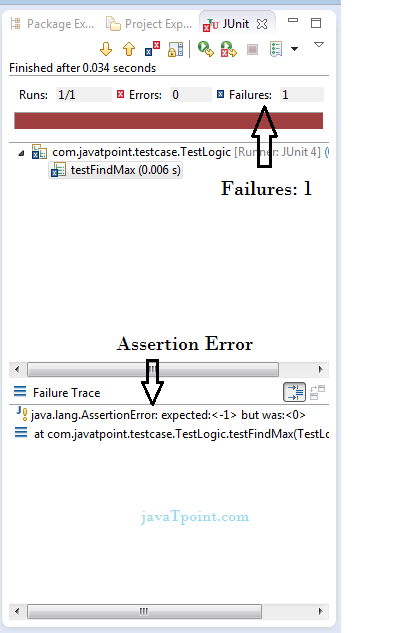 Package Ex... Project Exp... JUnit
Finished after 0.034 seconds
Runs: 1/1 Errors: 0 Failures: 1
com.javatpoint.testcase.TestLogic [Runner: JUnit 4] (
testFindMax (0.006 s)
Failures: 1
Assertion Error
Failure Trace
java.lang.AssertionError: expected:<-1> but was:<0>
at com.javatpoint.testcase.TestLogic.testFindMax(TestLo
javaTpoint.com